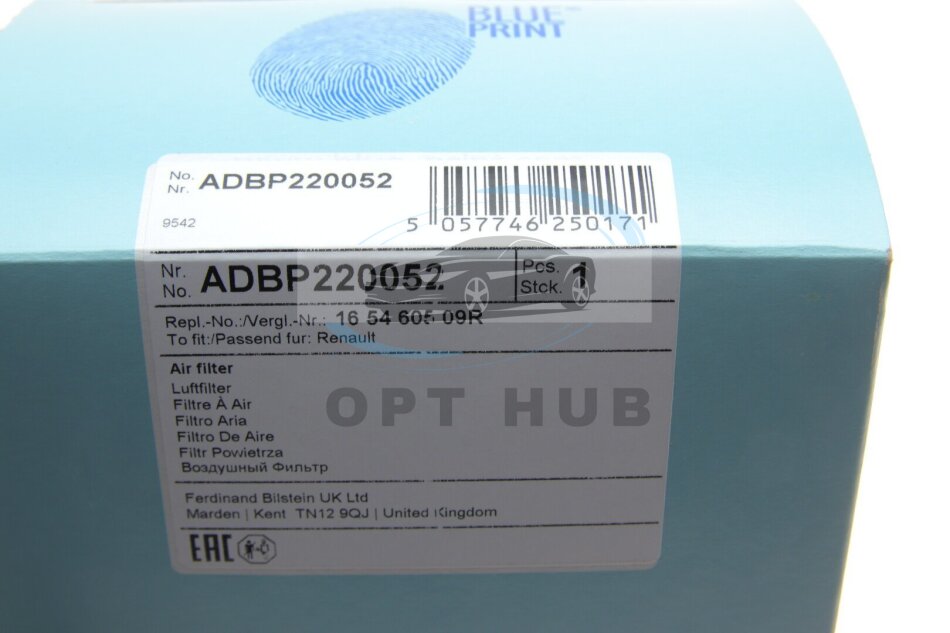 BLUE
PRINT
No.
Nr. ADBP220052
9542
5 057746 250171
Nr.
No. ADBP220052
Pcs.
Stck. 1
Repl.-No.:/Vergl.-Nr.: 16 54 605 09R
To fit:/Passend fur: Renault
Air filter
Luftfilter
Filtre À Air
Filtro Aria
Filtro De Aire
Filtr Powietrza
Воздушный Фильтр
OPT HUB
Ferdinand Bilstein UK Ltd
Marden | Kent TN12 9QJ | United Kingdom
EAC